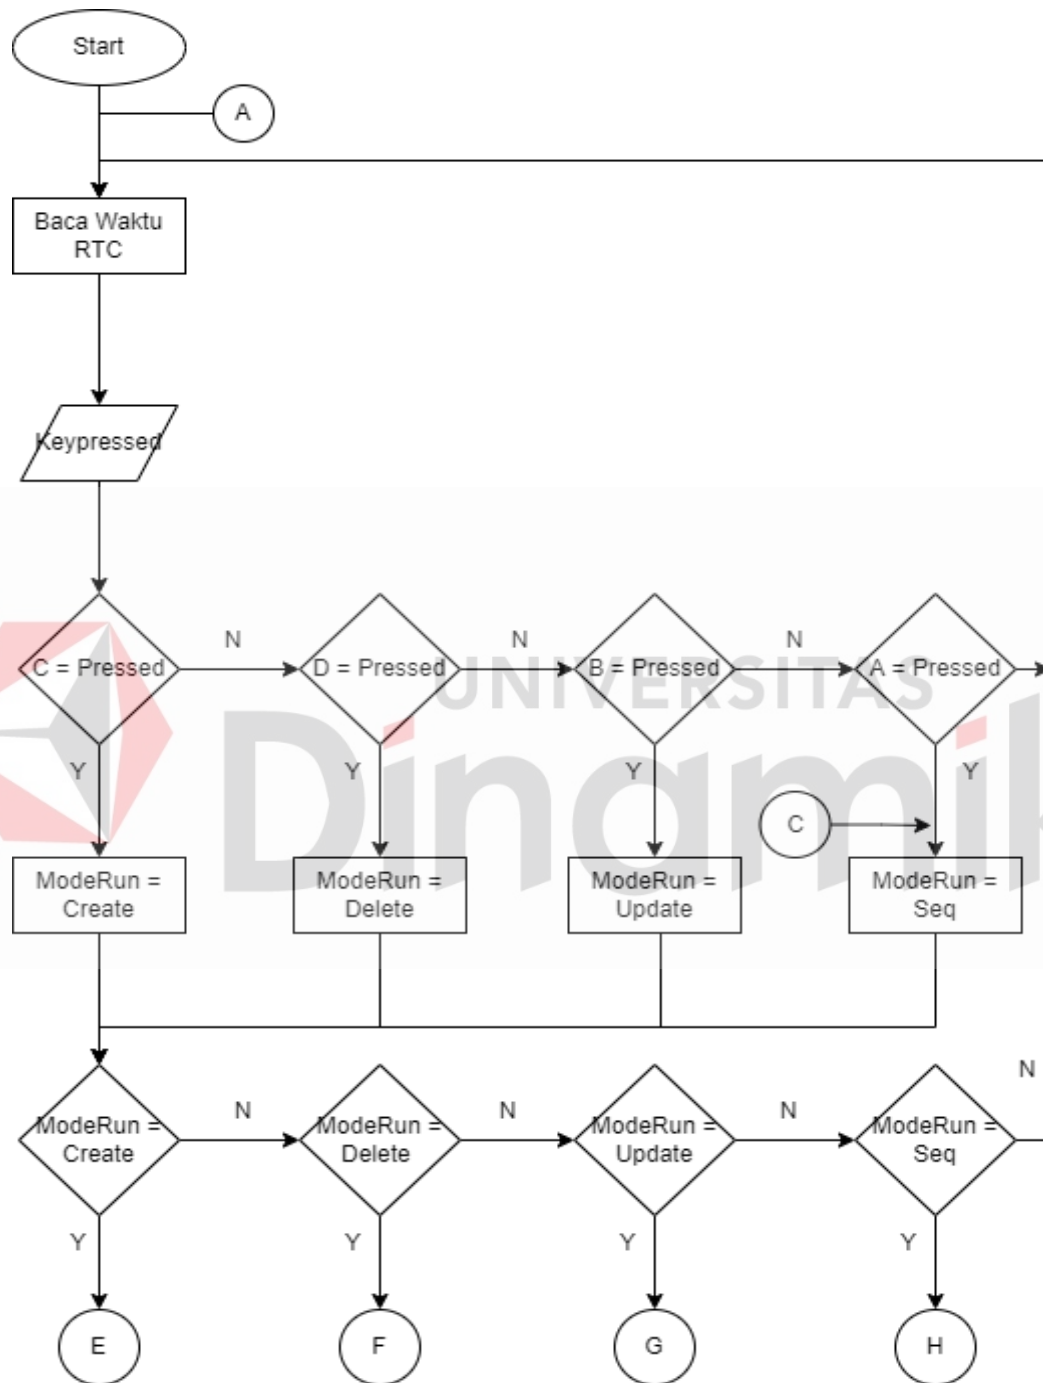 Start
A
Baca Waktu
RTC
Keypressed
C = Pressed
N
D = Pressed
N
B = Pressed
N
A = Pressed
UNIVERSITAS
Dinamik
Y
Y
Y
Y
C
ModeRun =
Create
ModeRun =
Delete
ModeRun =
Update
ModeRun =
Seq
N
ModeRun =
Create
N
ModeRun =
Delete
N
ModeRun =
Update
N
ModeRun =
Seq
Y
Y
Y
Y
E
F
G
H